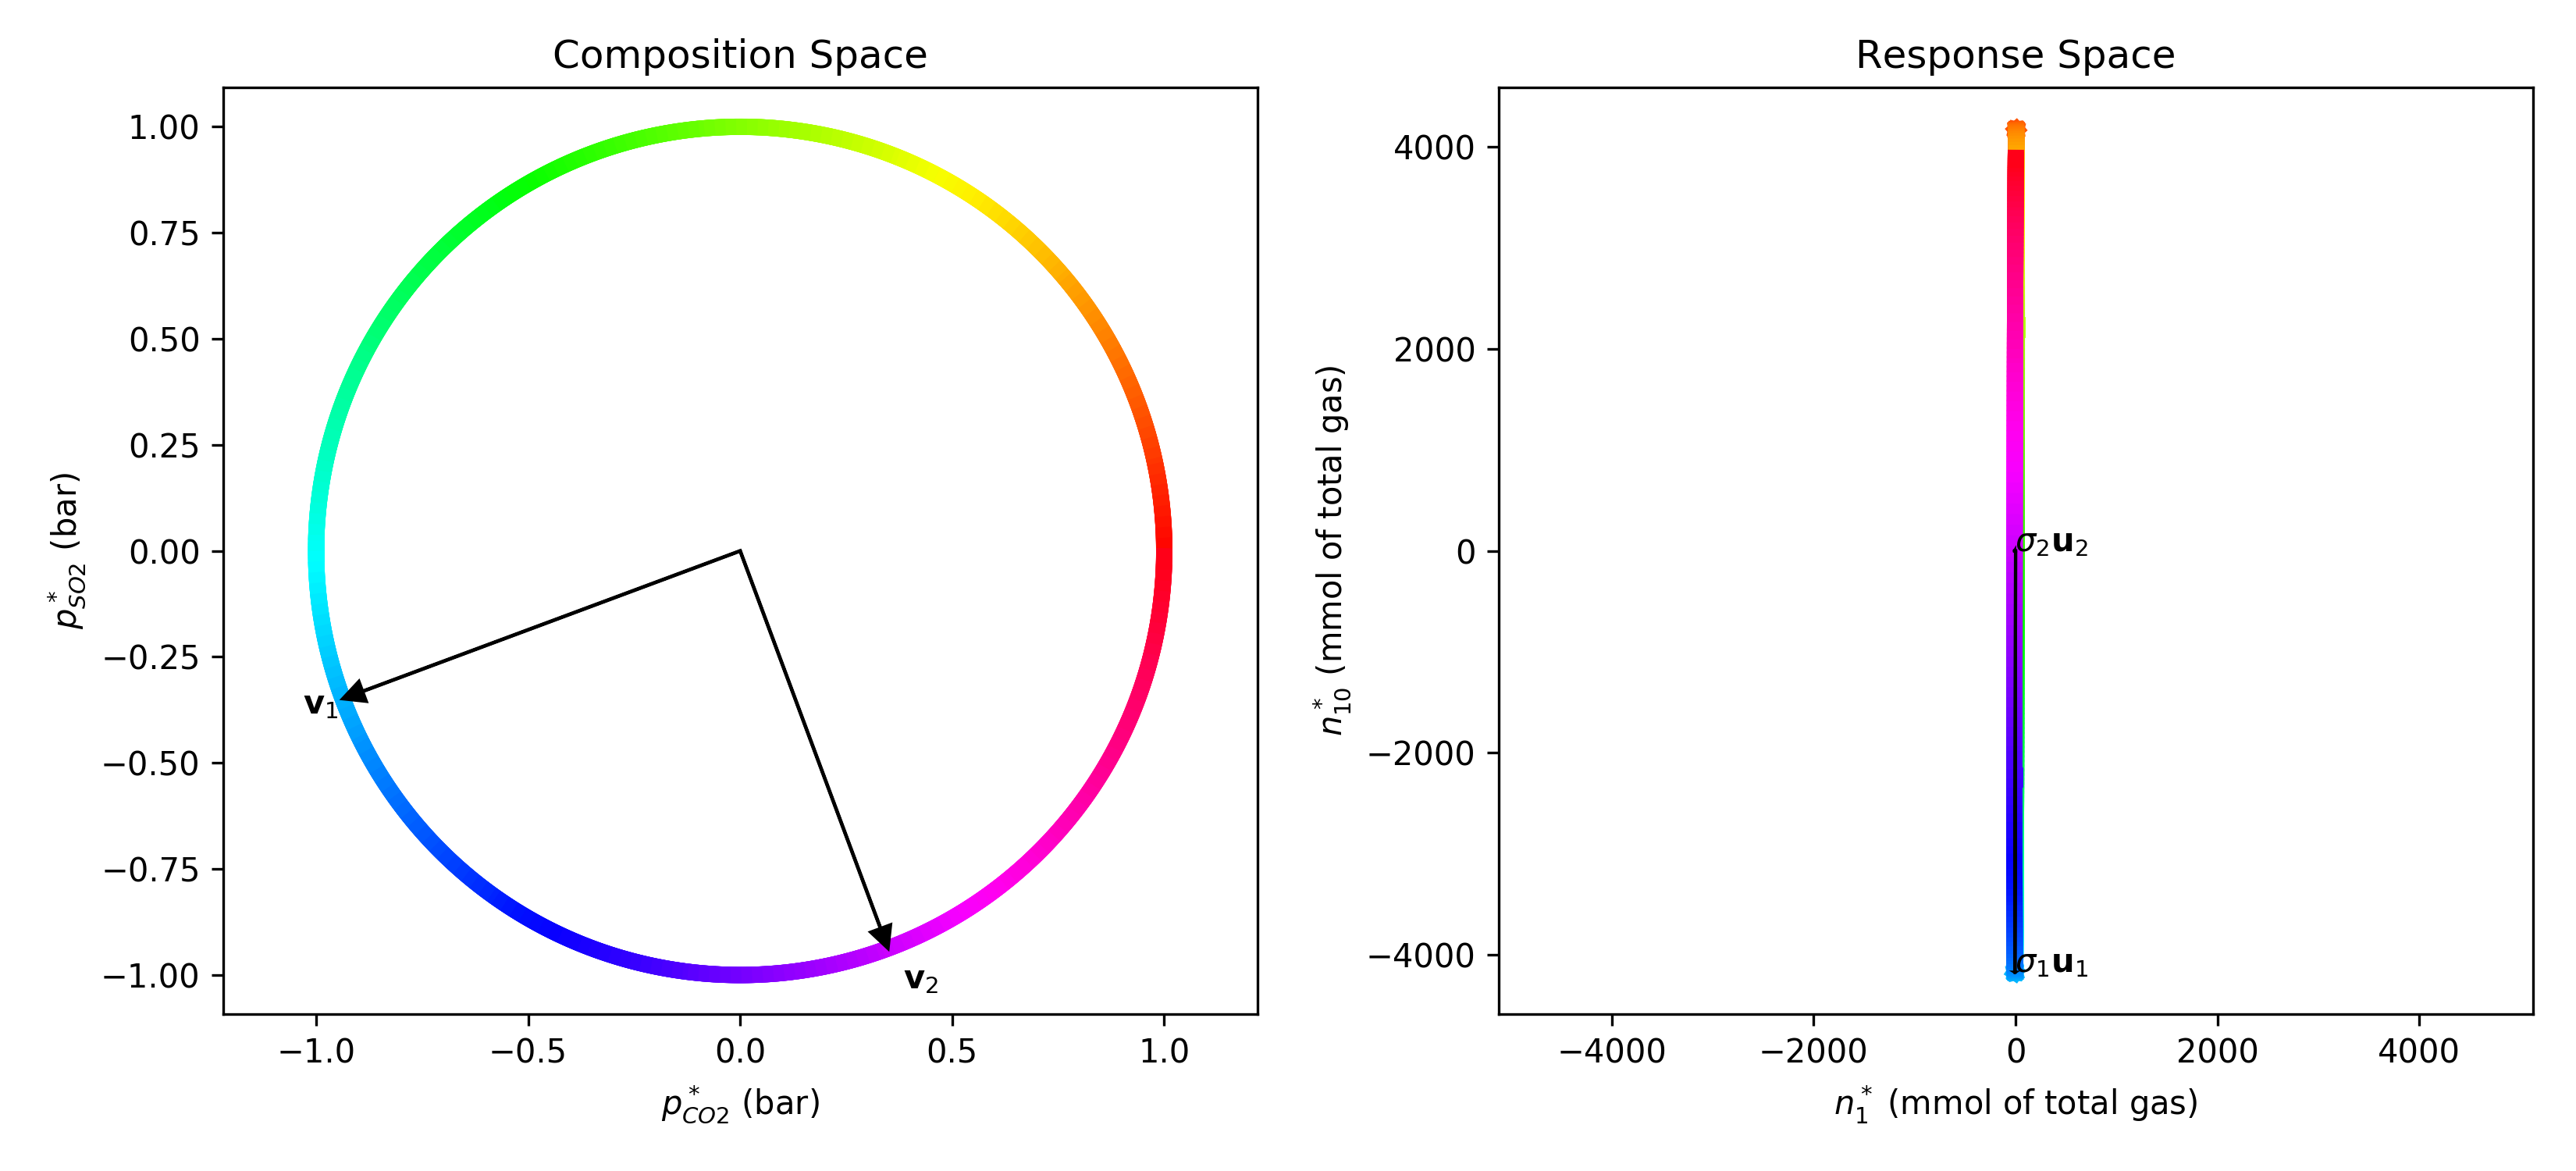 Composition Space
1.00
0.75
0.50
0.25
0.00
−0.25
−0.50
−0.75
−1.00
p*SO2 (bar)
v1
v2
−1.0
−0.5
0.0
0.5
1.0
p*CO2 (bar)
Response Space
4000
2000
0
−2000
−4000
n*10 (mmol of total gas)
σ2u2
σ1u1
−4000
−2000
0
2000
4000
n*1 (mmol of total gas)